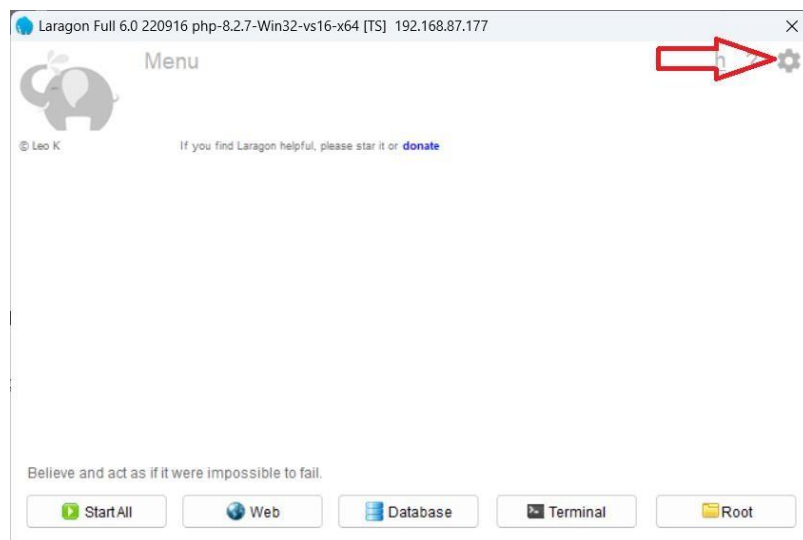 Laragon Full 6.0 220916 php-8.2.7-Win32-vs16-x64 [TS] 192.168.87.177
Menu
h ?
© Leo K
If you find Laragon helpful, please star it or donate
Believe and act as if it were impossible to fail.
Start All
Web
Database
Terminal
Root